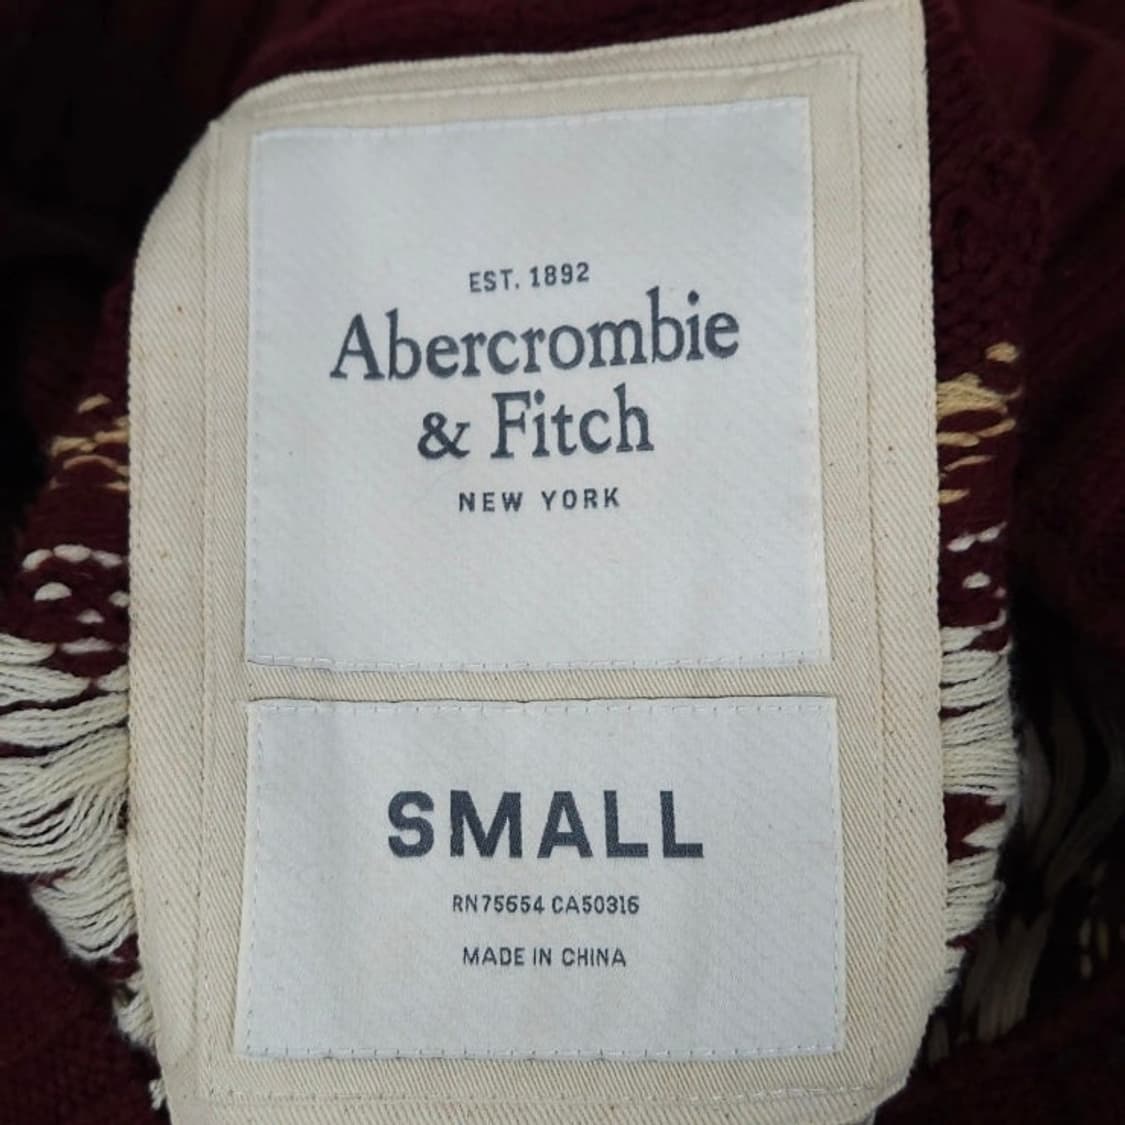 EST. 1892
Abercrombie
& Fitch
NEW YORK
SMALL
RN75654 CA50316
MADE IN CHINA